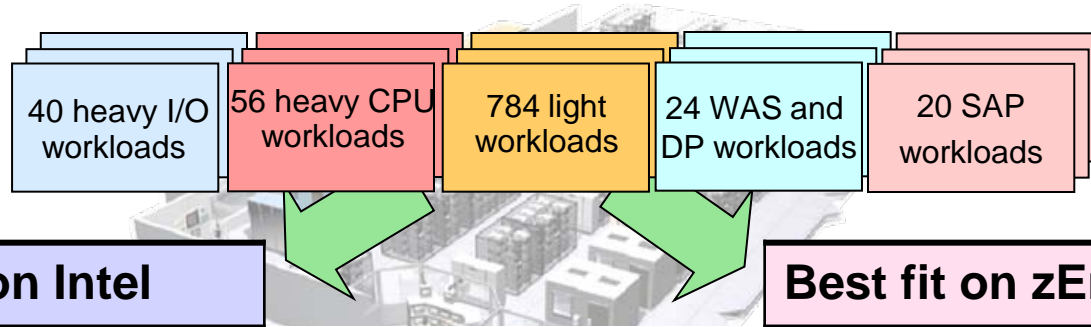 40 heavy I/O
workloads
56 heavy CPU
workloads
784 light
workloads
24 WAS and
DP workloads
20 SAP
workloads
on Intel
Best fit on